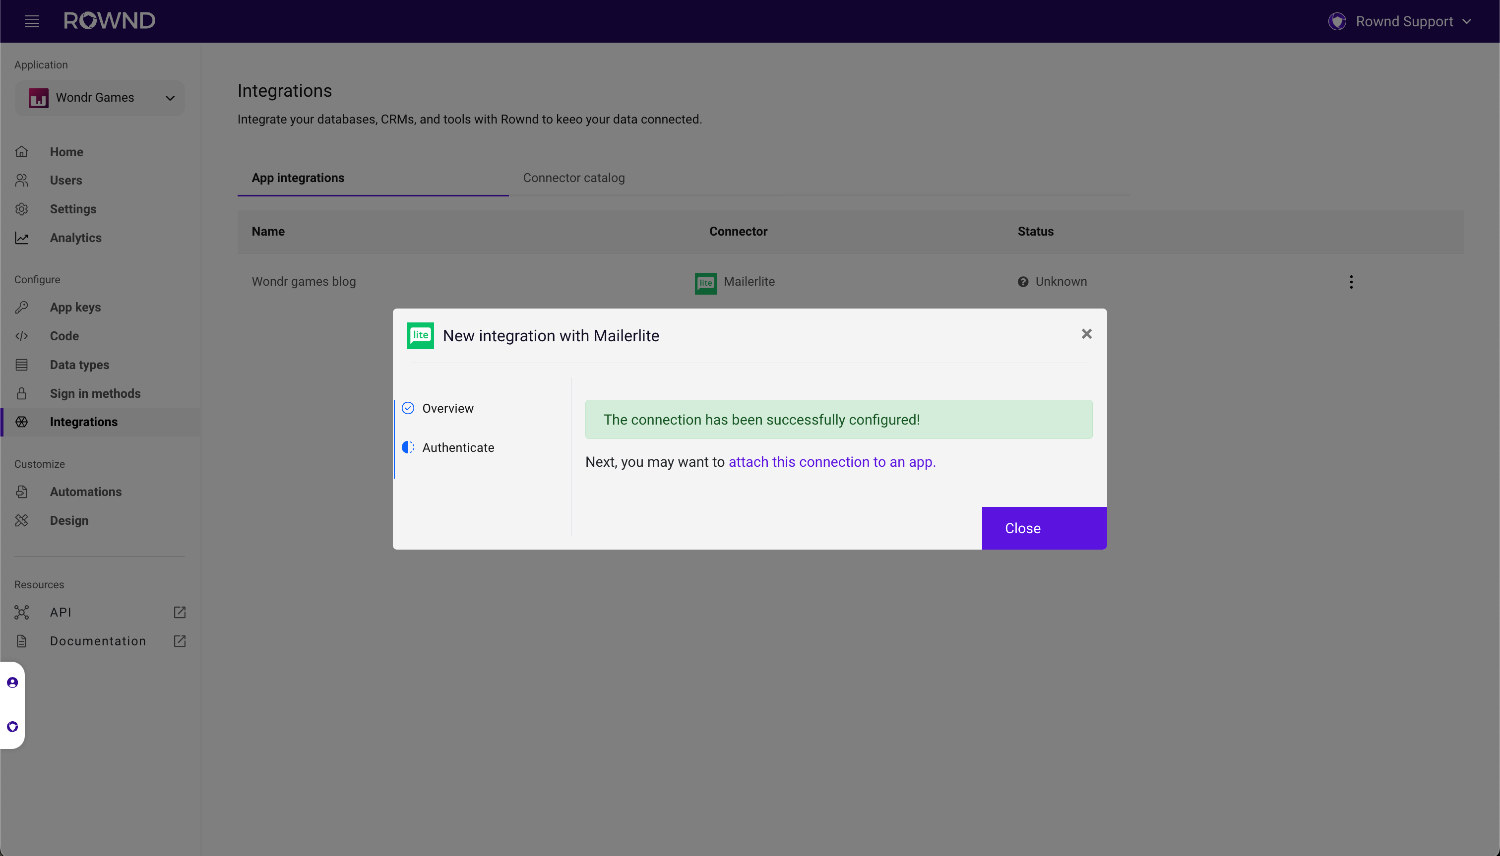 ROWND
Rownd Support
Application
Wondr Games
Home
Users
Settings
Analytics
Configure
App keys
Code
Data types
Sign in methods
Integrations
Customize
Automations
Design
Resources
API
Documentation
Integrations
Integrate your databases, CRMs, and tools with Rownd to keeo your data connected.
App integrations Connector catalog
Name Connector Status
Wondr games blog lite Mailerlite Unknown
lite New integration with Mailerlite
Overview
Authenticate
The connection has been successfully configured!
Next, you may want to attach this connection to an app.
Close